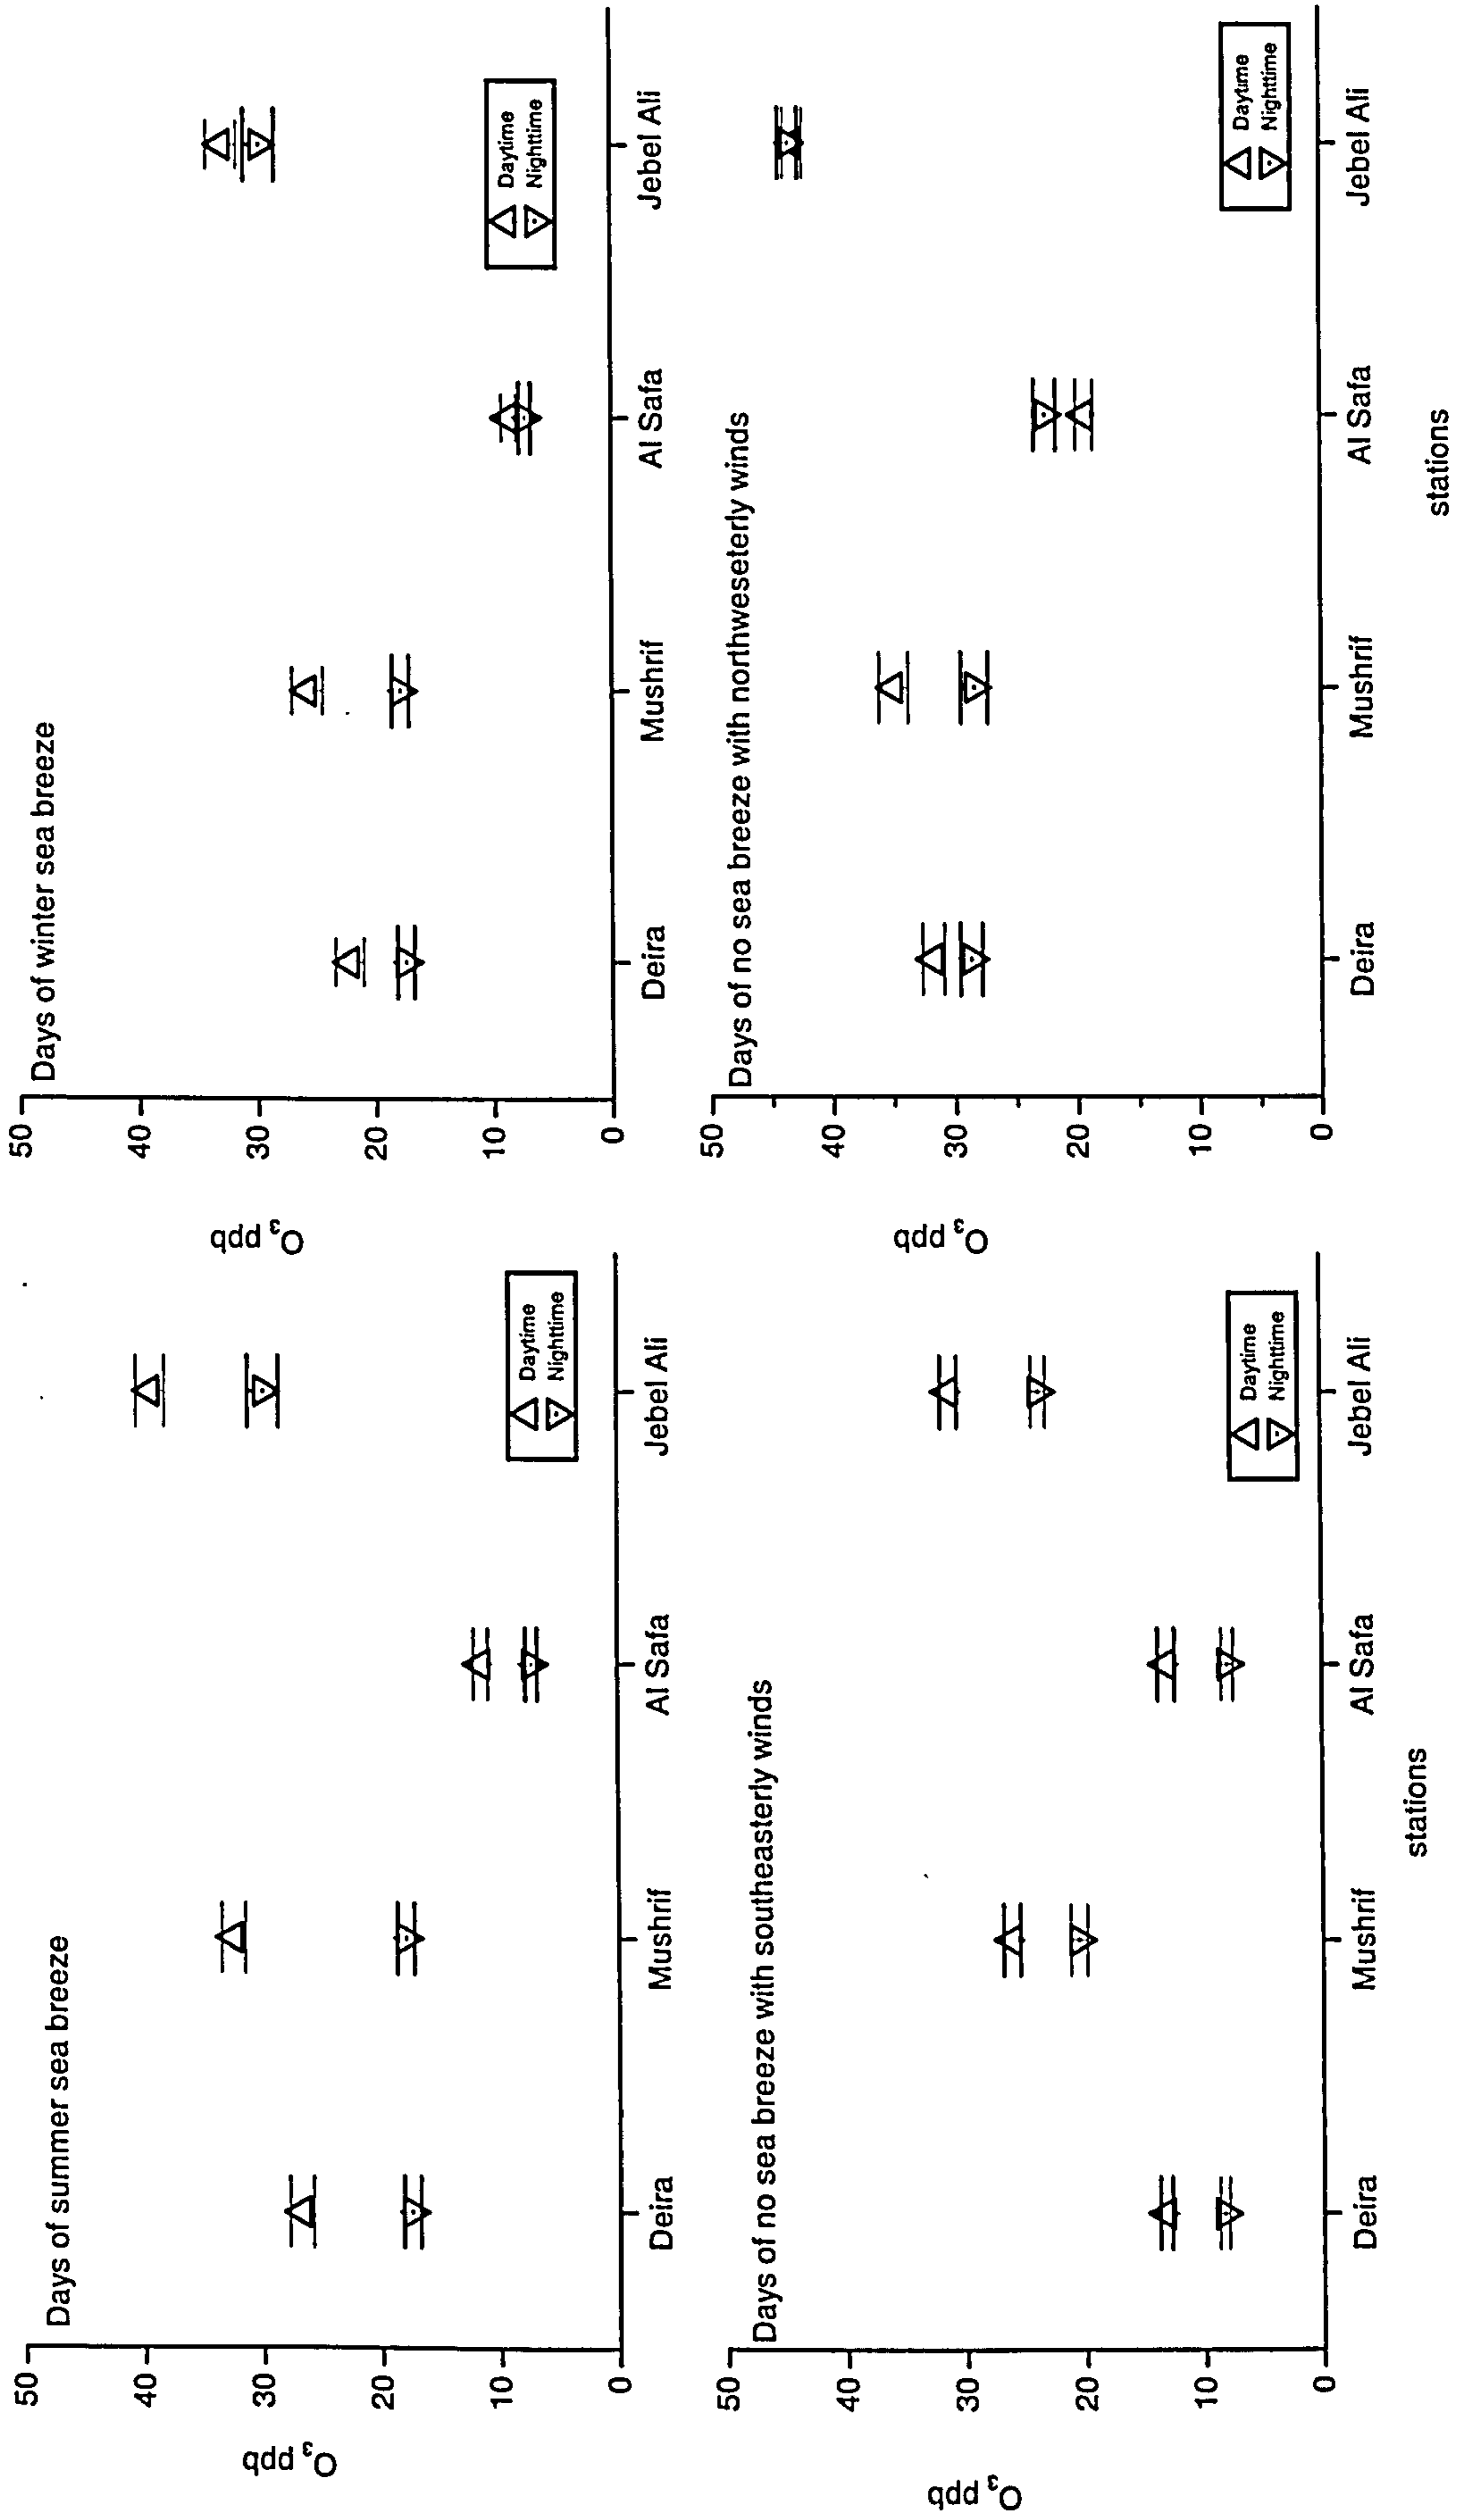 Days of summer sea breeze
50
40
30
20
10
0
O₃ ppb
Deira
Mushrif
Al Safa
Jebel Ali
Daytime
Nighttime
Days of winter sea breeze
50
40
30
20
10
0
O₃ ppb
Deira
Mushrif
Al Safa
Jebel Ali
Daytime
Nighttime
Days of no sea breeze with southeasterly winds
50
40
30
20
10
0
O₃ ppb
Deira
Mushrif
Al Safa
Jebel Ali
Daytime
Nighttime
stations
Days of no sea breeze with northweseterly winds
50
40
30
20
10
0
O₃ ppb
Deira
Mushrif
Al Safa
Jebel Ali
Daytime
Nighttime
stations